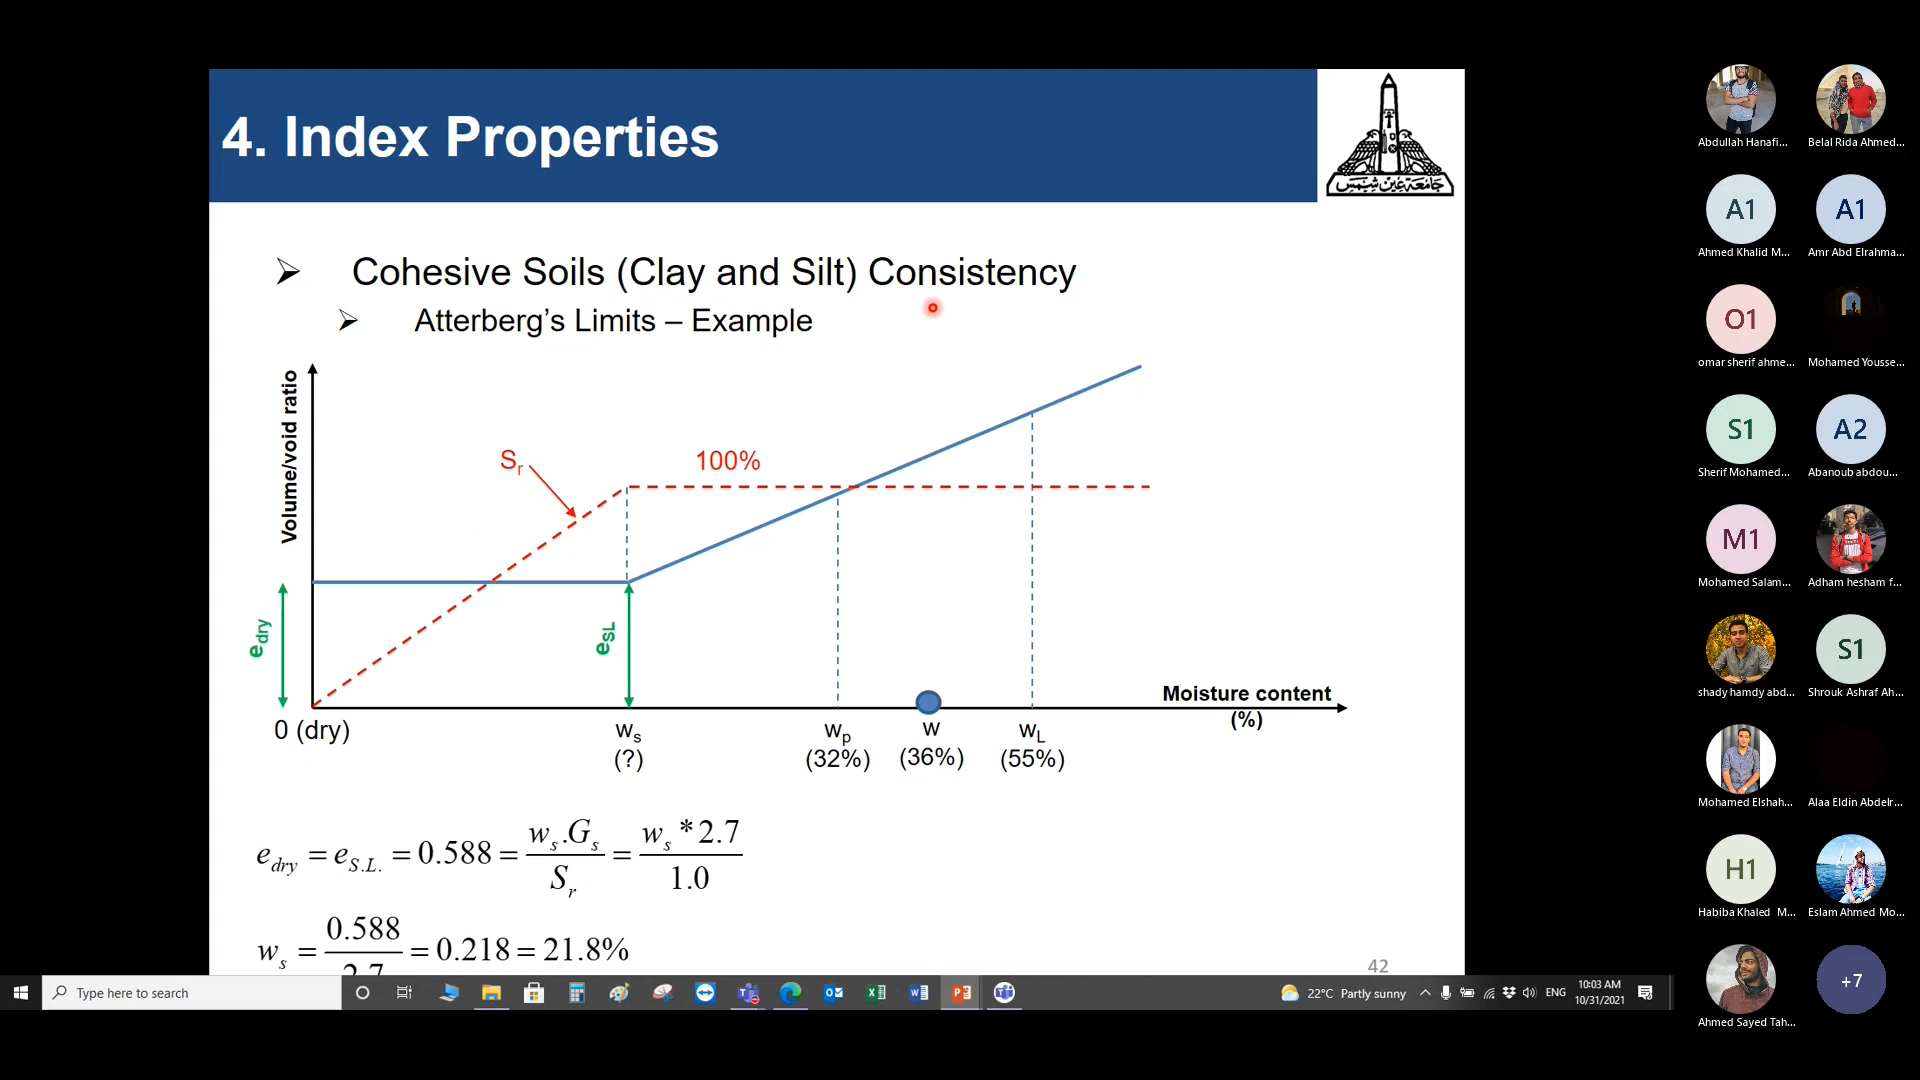 4. Index Properties
جامعة عين شمس
Cohesive Soils (Clay and Silt) Consistency
Atterberg’s Limits – Example
Volume/void ratio
Sr
100%
edry
eSL
Moisture content
(%)
0 (dry)
ws
(?)
wp
(32%)
w
(36%)
wL
(55%)
e_dry = e_S.L. = 0.588 = ws.Gs / Sr = ws * 2.7 / 1.0
ws = 0.588 / 2.7 = 0.218 = 21.8%
42
Type here to search
22°C Partly sunny
ENG
10:03 AM
10/31/2021
Abdullah Hanafi...
Belal Rida Ahmed...
A1
A1
Ahmed Khalid M...
Amr Abd Elrahma...
O1
omar sherif ahme...
Mohamed Yousse...
S1
A2
Sherif Mohamed...
Abanoub abdou...
M1
Mohamed Salam...
Adham hesham f...
S1
shady hamdy abd...
Shrouk Ashraf Ah...
Mohamed Elshah...
Alaa Eldin Abdelr...
H1
Habiba Khaled M...
Eslam Ahmed Mo...
+7
Ahmed Sayed Tah...